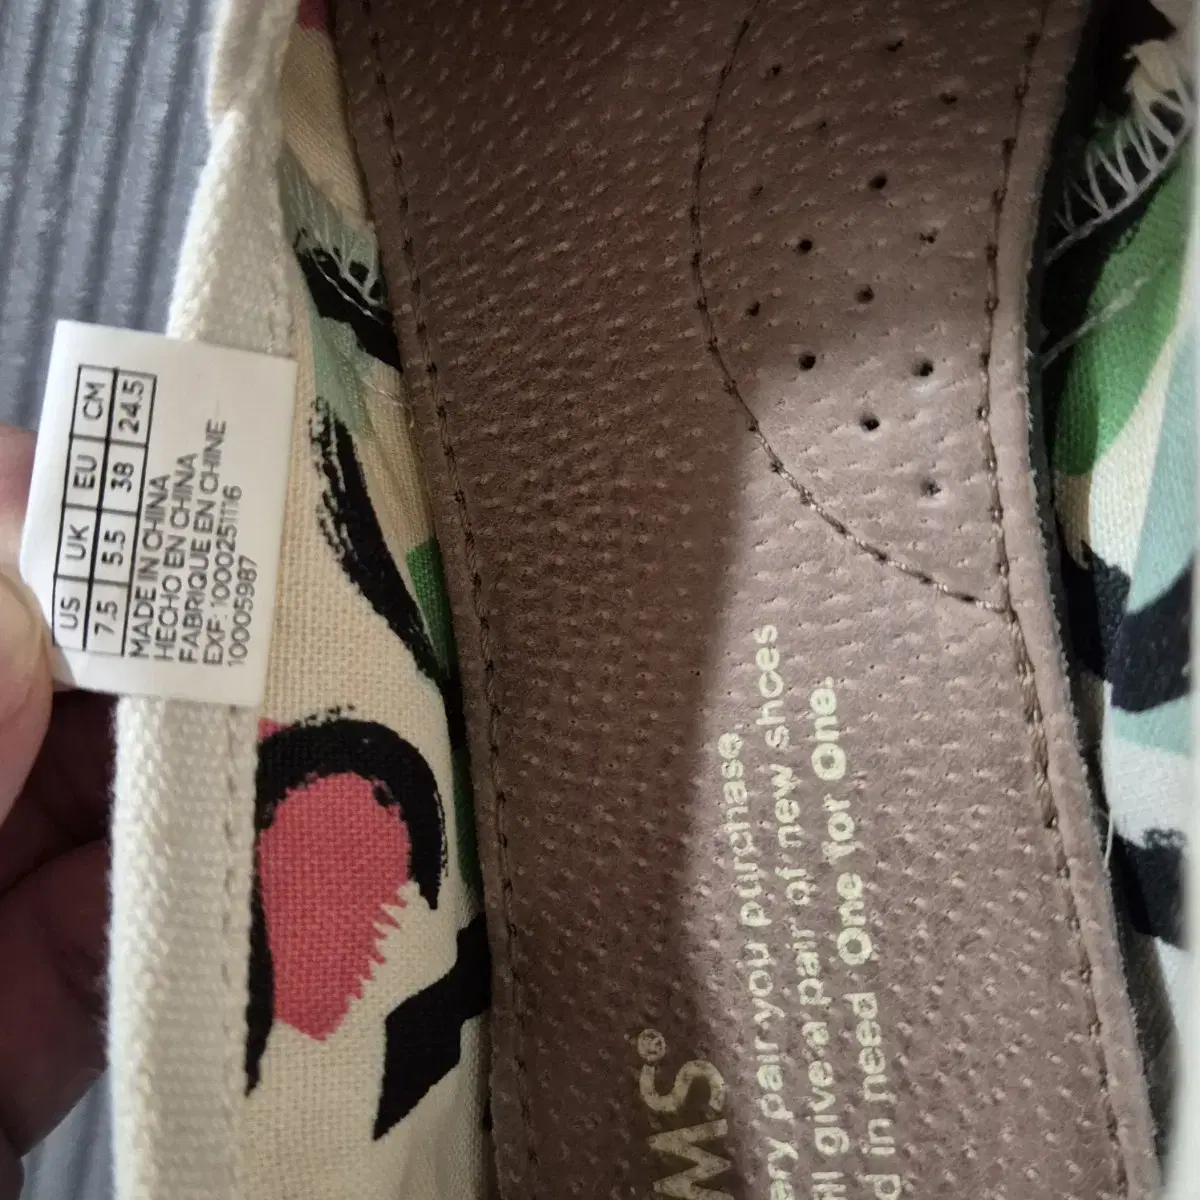 US UK EU CM
7.5 5.5 38 24.5
MADE IN CHINA
HECHO EN CHINA
FABRIQUE EN CHINE
EXF: 1000251116
10005987
MS®
ery pair you purchase,
ill give a pair of new shoes
d in need One for One.